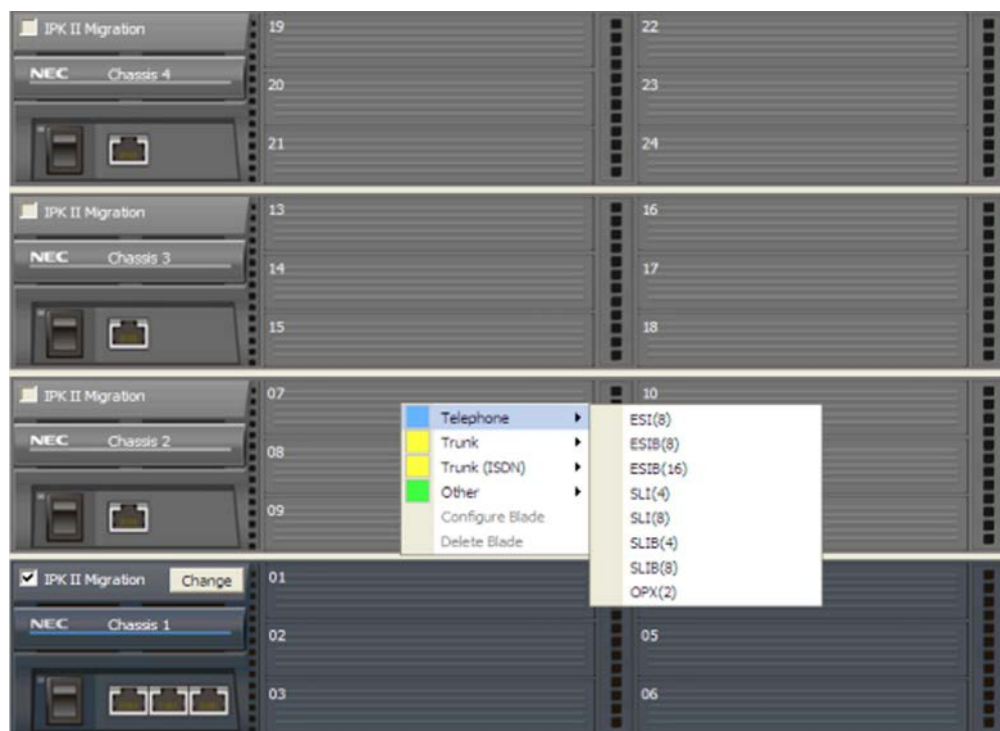 IPK II Migration
19
22
NEC Chassis 4
20
23
21
24
IPK II Migration
13
16
NEC Chassis 3
14
17
15
18
IPK II Migration
07
10
NEC Chassis 2
08
09
Telephone
Trunk
Trunk (ISDN)
Other
Configure Blade
Delete Blade
ESI(8)
ESIB(8)
ESIB(16)
SLI(4)
SLI(8)
SLIB(4)
SLIB(8)
OPX(2)
IPK II Migration Change
01
NEC Chassis 1
02
05
03
06